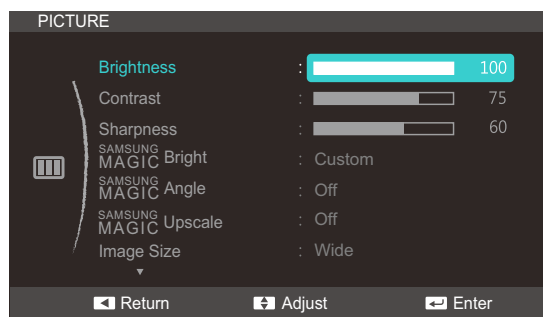 PICTURE
Brightness : 100
Contrast : 75
Sharpness : 60
SAMSUNG MAGIC Bright : Custom
SAMSUNG MAGIC Angle : Off
SAMSUNG MAGIC Upscale : Off
Image Size : Wide
Return Adjust Enter